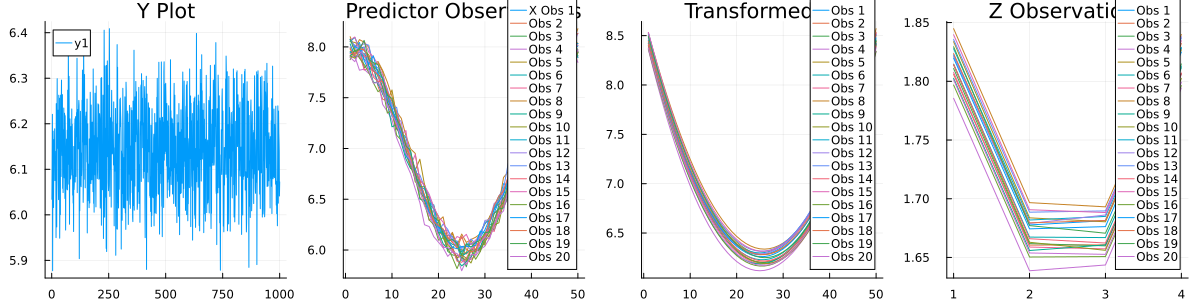 Y Plot
6.4
6.3
6.2
6.1
6.0
5.9
y1
0
250
500
750
1000
Predictor Obser s
8.0
7.5
7.0
6.5
6.0
X Obs 1
Obs 2
Obs 3
Obs 4
Obs 5
Obs 6
Obs 7
Obs 8
Obs 9
Obs 10
Obs 11
Obs 12
Obs 13
Obs 14
Obs 15
Obs 16
Obs 17
Obs 18
Obs 19
Obs 20
0
10
20
30
40
50
Transformed
8.5
8.0
7.5
7.0
6.5
Obs 1
Obs 2
Obs 3
Obs 4
Obs 5
Obs 6
Obs 7
Obs 8
Obs 9
Obs 10
Obs 11
Obs 12
Obs 13
Obs 14
Obs 15
Obs 16
Obs 17
Obs 18
Obs 19
Obs 20
0
10
20
30
40
50
Z Observatio
1.85
1.80
1.75
1.70
1.65
Obs 1
Obs 2
Obs 3
Obs 4
Obs 5
Obs 6
Obs 7
Obs 8
Obs 9
Obs 10
Obs 11
Obs 12
Obs 13
Obs 14
Obs 15
Obs 16
Obs 17
Obs 18
Obs 19
Obs 20
1
2
3
4